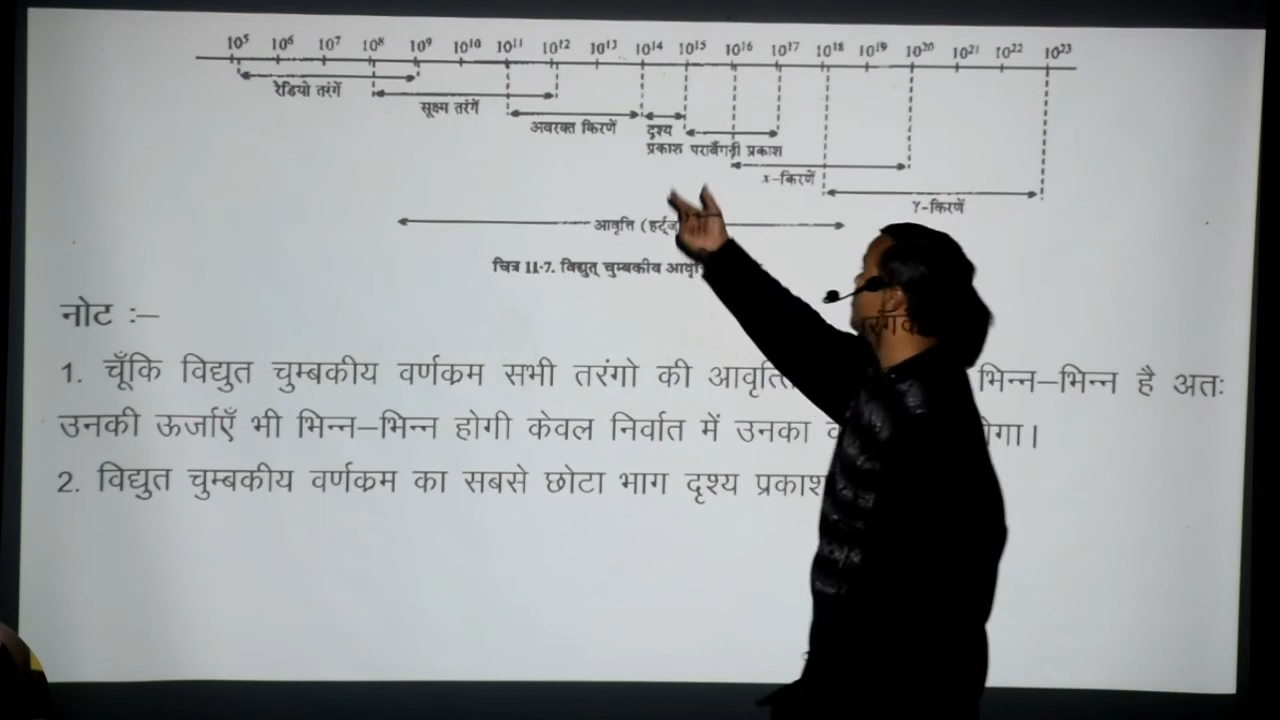 10⁵ 10⁶ 10⁷ 10⁸ 10⁹ 10¹⁰ 10¹¹ 10¹² 10¹³ 10¹⁴ 10¹⁵ 10¹⁶ 10¹⁷ 10¹⁸ 10¹⁹ 10²⁰ 10²¹ 10²² 10²³
रेडियो तरंगें
सूक्ष्म तरंगें
अवरक्त किरणें
दृश्य
प्रकाश पराबैंगनी प्रकाश
x-किरणें
γ-किरणें
आवृत्ति (हर्ट्ज
चित्र 11·7. विद्युत् चुम्बकीय
नोट :–
1. चूँकि विद्युत चुम्बकीय वर्णक्रम सभी तरंगो की भिन्न–भिन्न है अतः
उनकी ऊर्जाएँ भी भिन्न–भिन्न होगी केवल निर्वात में उनका
2. विद्युत चुम्बकीय वर्णक्रम का सबसे छोटा भाग दृश्य प्रकाश